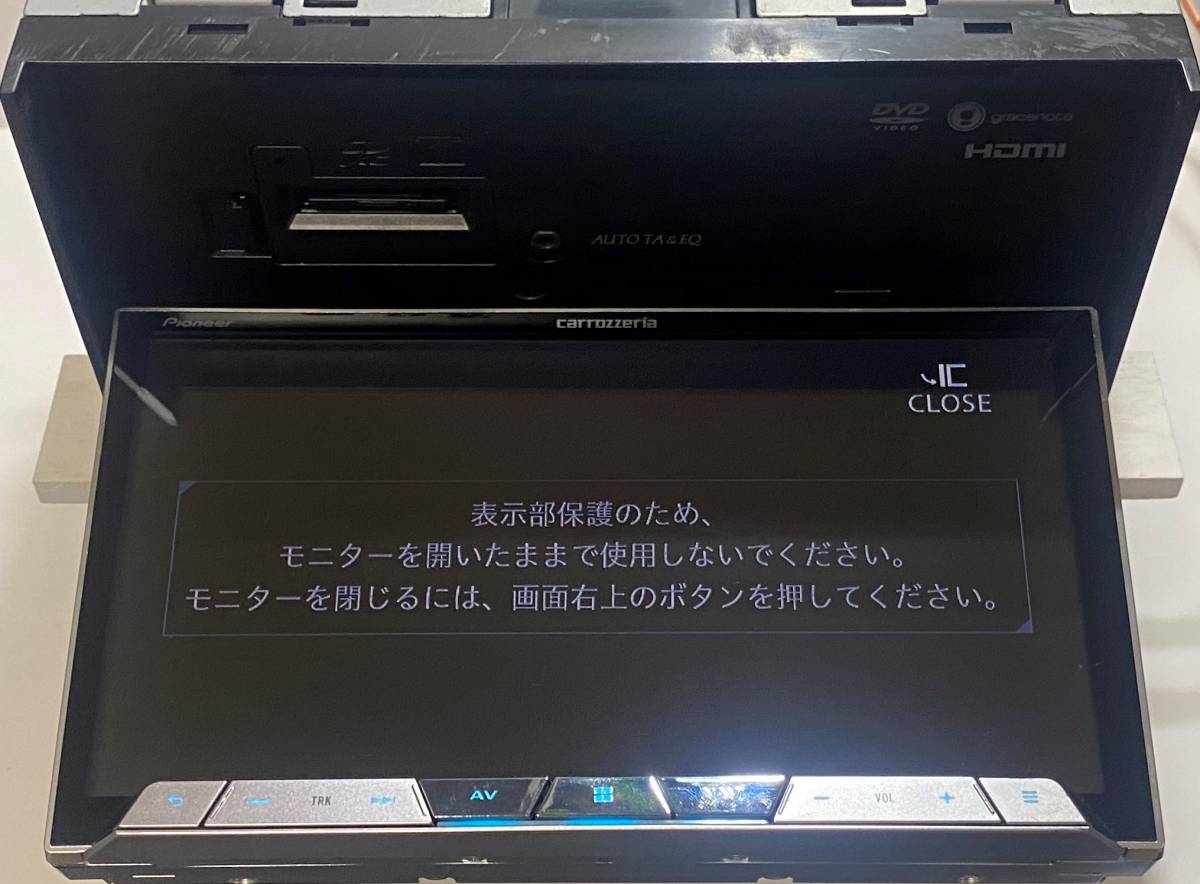 DVD
VIDEO
gracenote
HDMI
AUTO TA & EQ
Pioneer
carrozzeria
CLOSE
表示部保護のため、
モニターを開いたままで使用しないでください。
モニターを閉じるには、画面右上のボタンを押してください。
TRK
AV
− VOL +